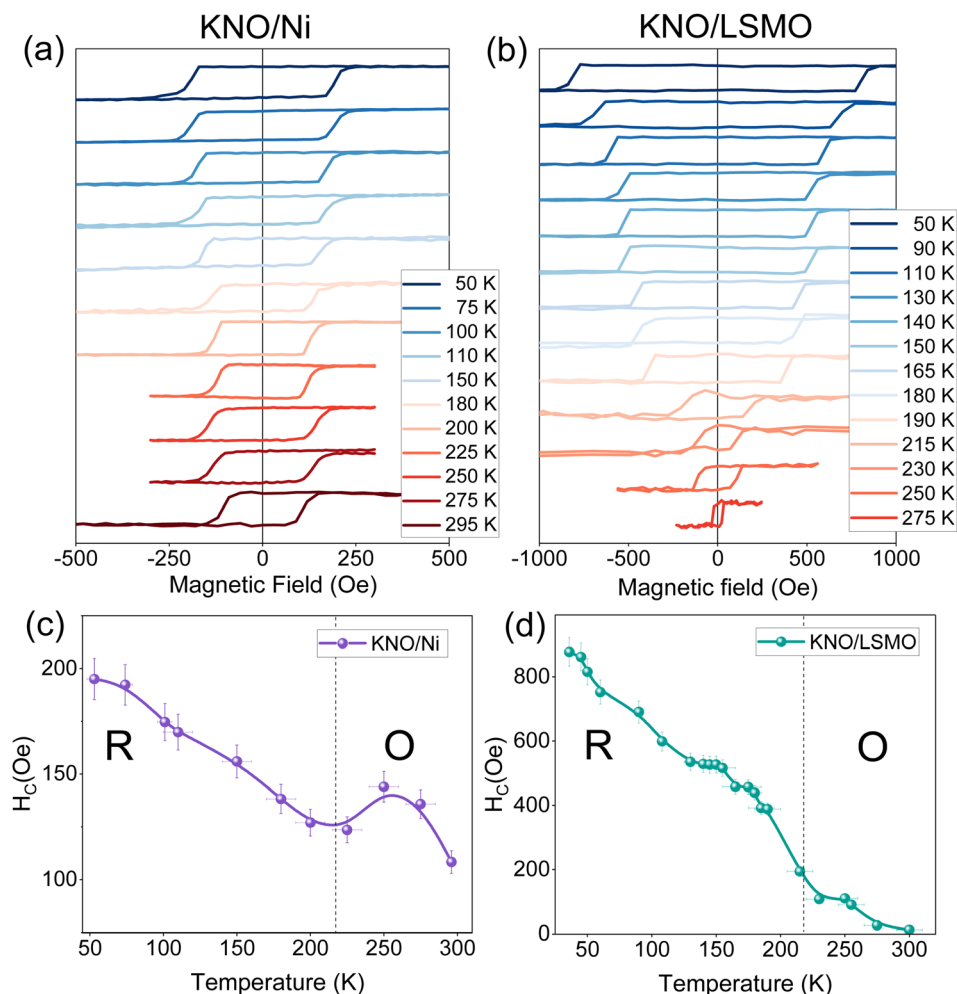 KNO/Ni
KNO/LSMO
(a)
(b)
50 K
75 K
100 K
110 K
150 K
180 K
200 K
225 K
250 K
275 K
295 K
-500 -250 0 250 500
Magnetic Field (Oe)
50 K
90 K
110 K
130 K
140 K
150 K
165 K
180 K
190 K
215 K
230 K
250 K
275 K
-1000 -500 0 500 1000
Magnetic field (Oe)
(c)
KNO/Ni
R
O
200
150
100
H_C(Oe)
50 100 150 200 250 300
Temperature (K)
(d)
KNO/LSMO
R
O
800
600
400
200
0
H_C(Oe)
50 100 150 200 250 300
Temperature (K)